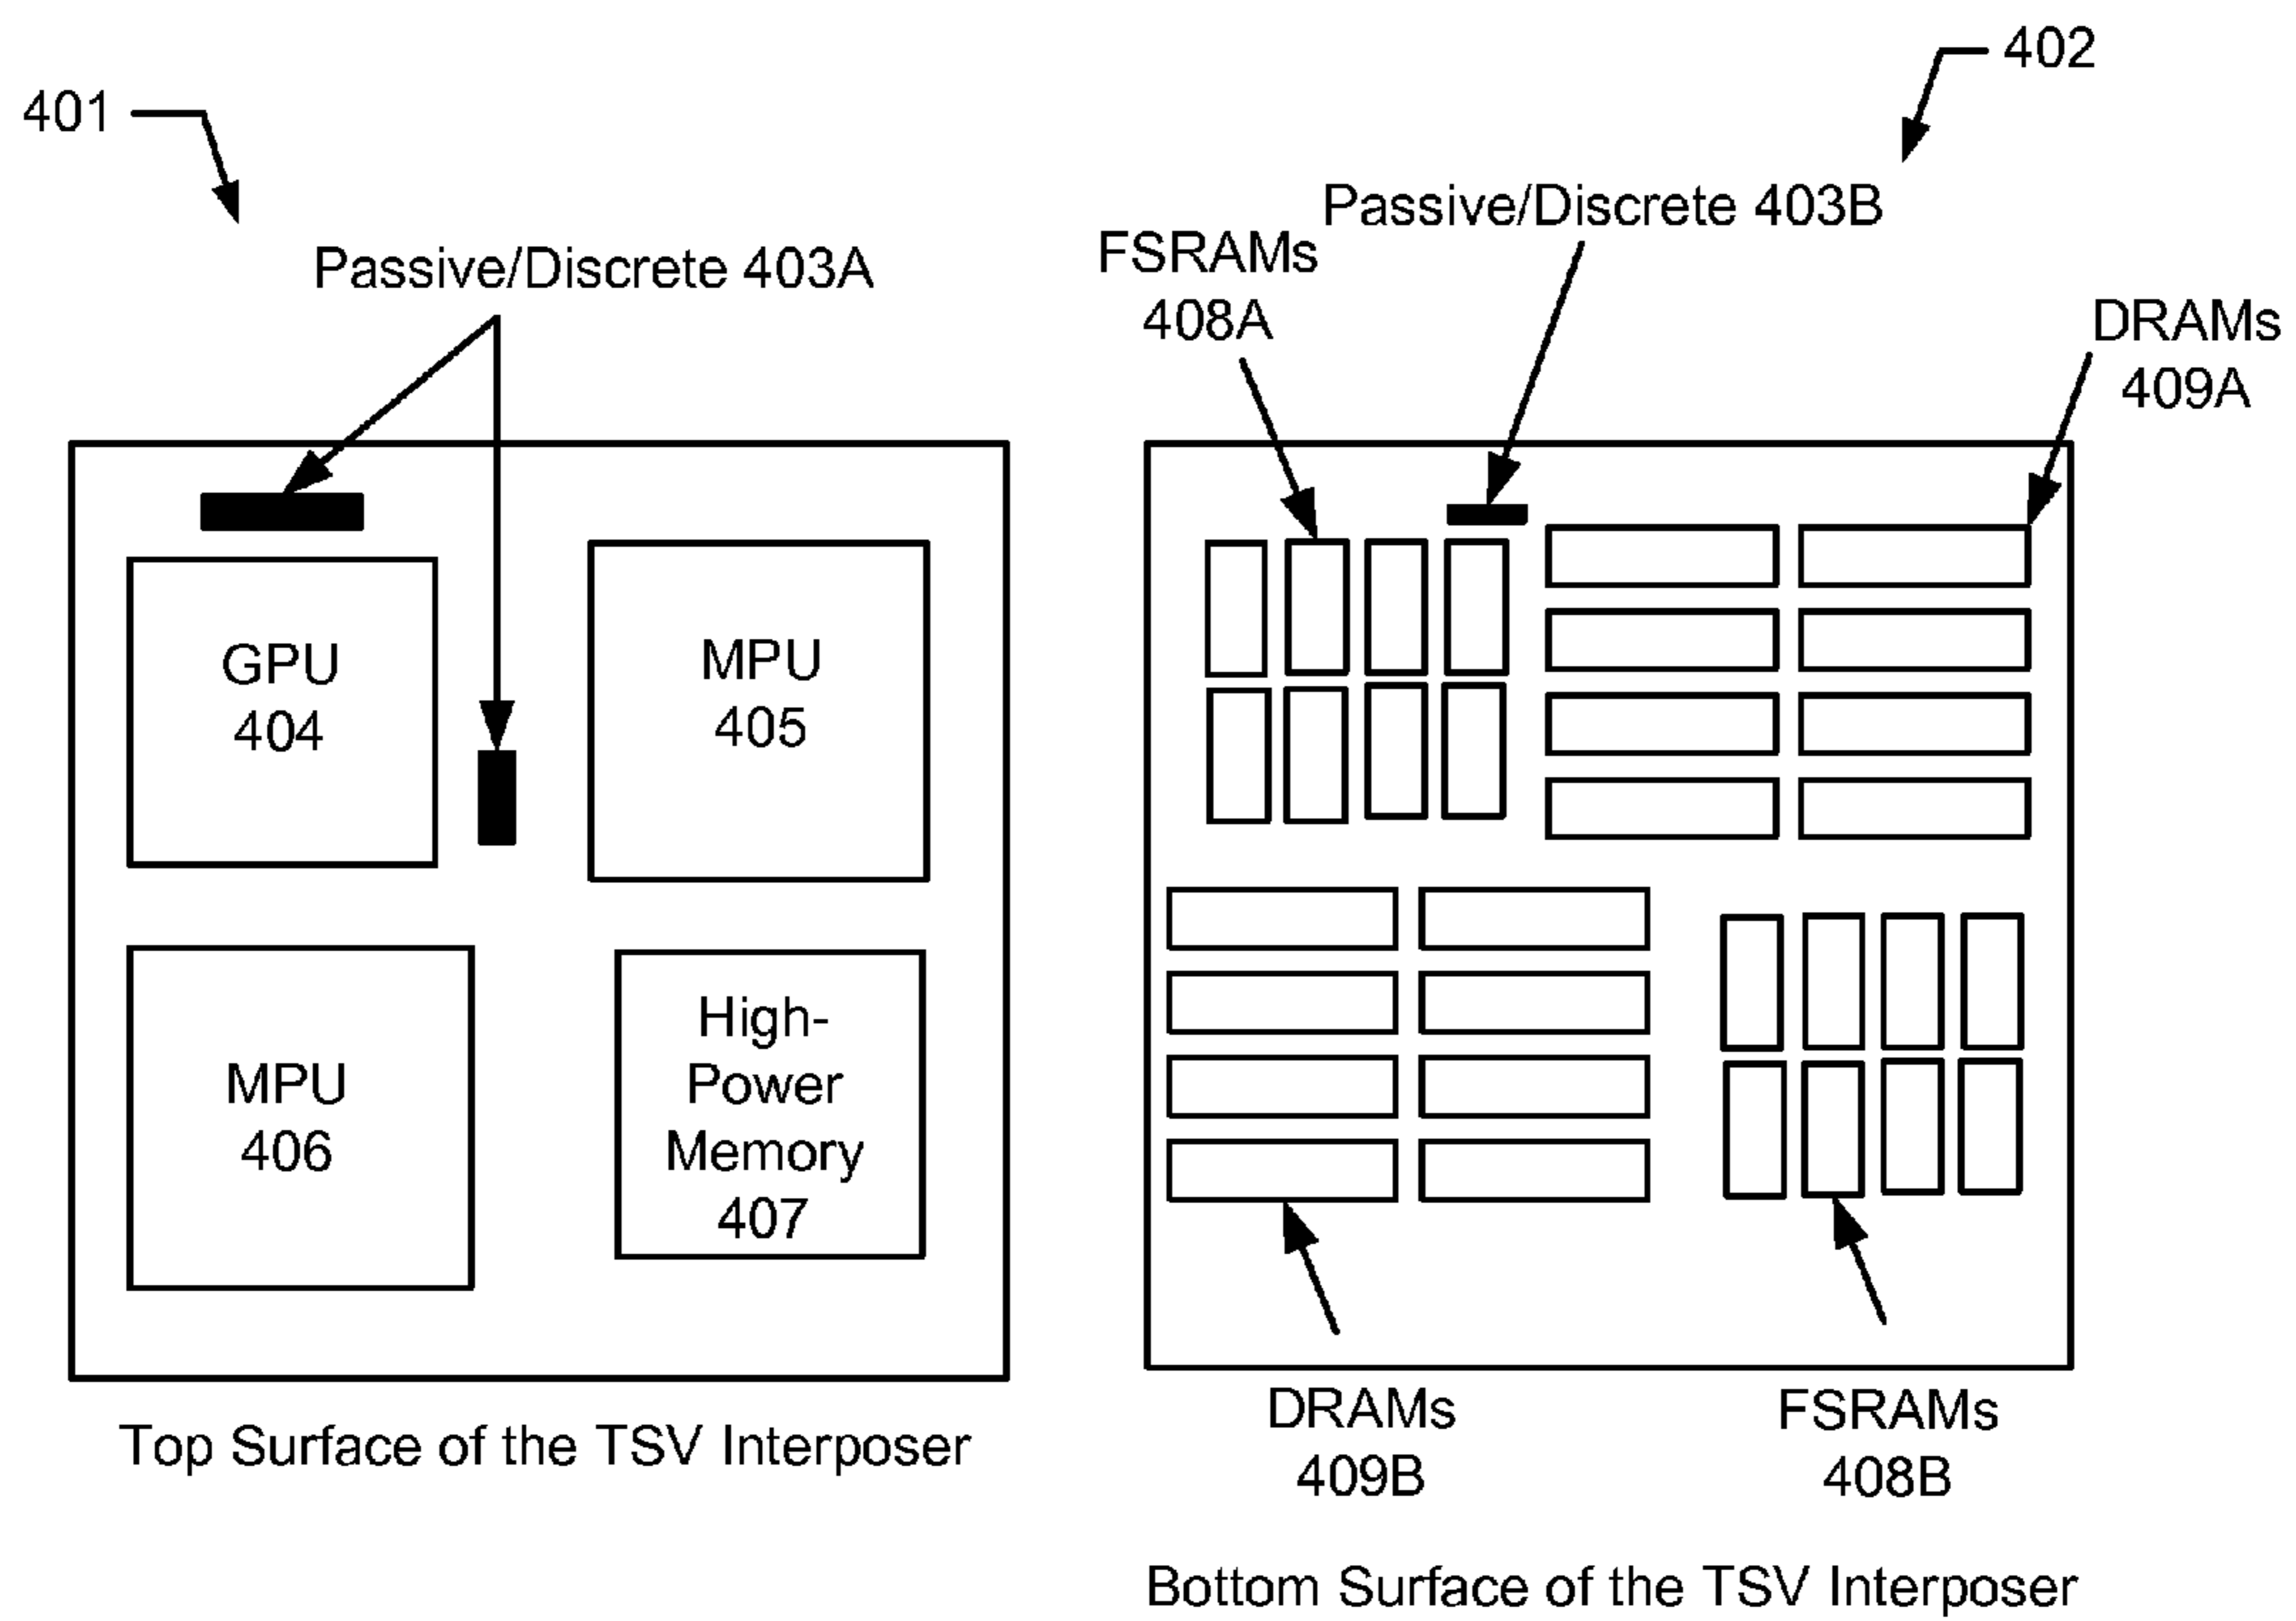 402
401
Passive/Discrete 403B
FSRAMs
408A
Passive/Discrete 403A
DRAMs
409A
GPU
404
MPU
405
MPU
406
High-
Power
Memory
407
DRAMs
409B
FSRAMs
408B
Top Surface of the TSV Interposer
Bottom Surface of the TSV Interposer